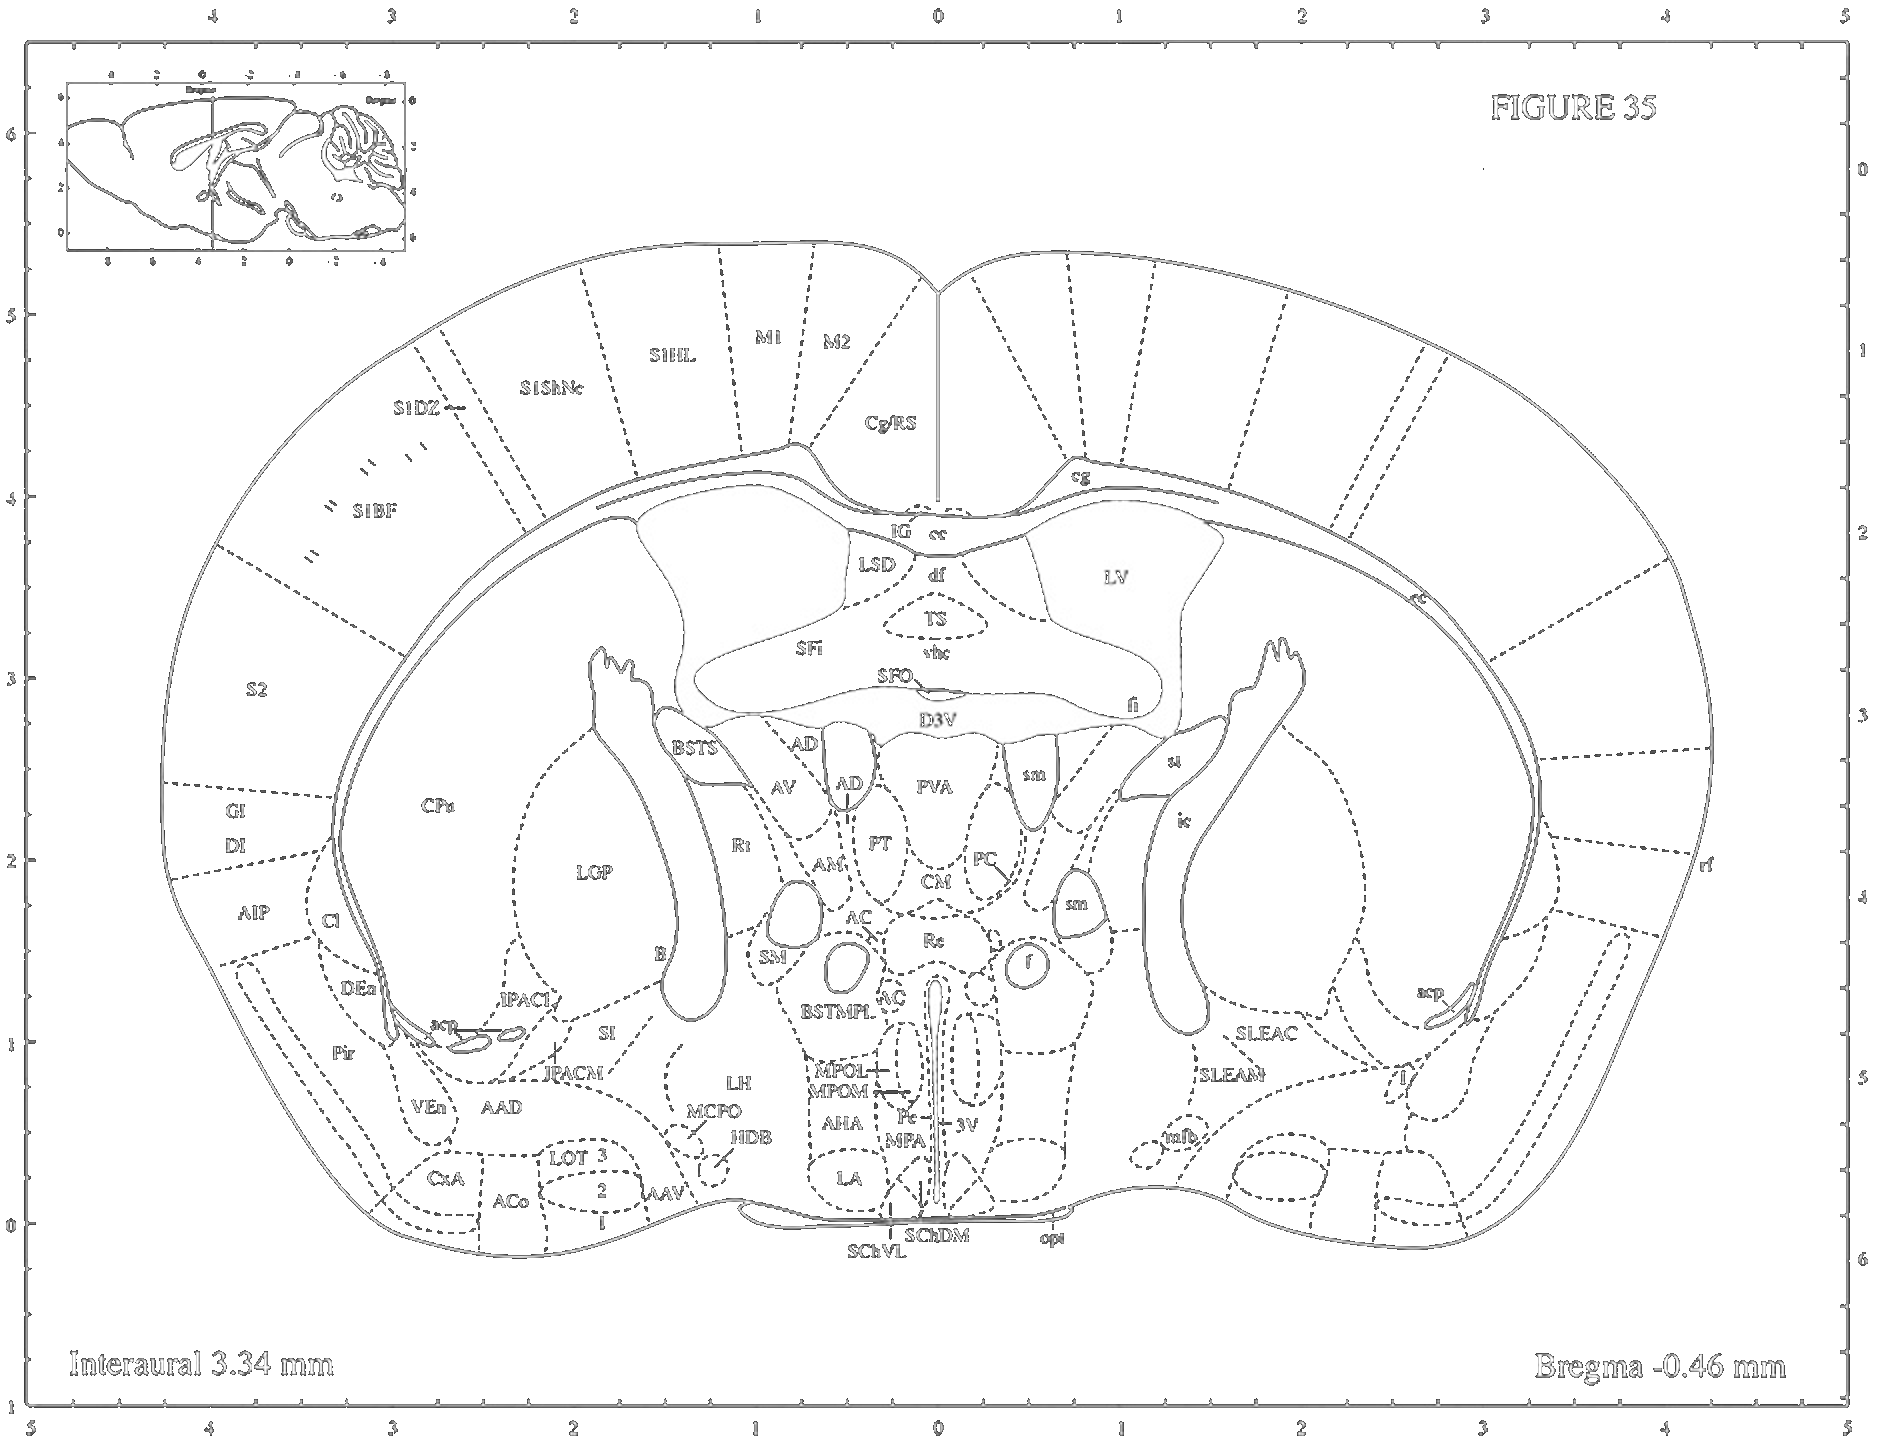 4 3 2 1 0 1 2 3 4 5
FIGURE 35
Bregma
6
5
4
3
2
1
0
1
0
1
2
3
4
5
6
M1
M2
S1HL
S1ShNc
S1DZ
Cg/RS
S1BF
cg
IG cc
LSD
df
LV
ec
TS
SFi
vhc
SFO
S2
fi
D3V
BSTS
AD
st
AV
AD
PVA
sm
GI
CPu
ic
DI
Rt
PT
AM
PC
rf
LGP
CM
AIP
Cl
AC
sm
Re
B
SM
f
DEn
IPACL
AC
acp
BSTMPL
acp
SI
SLEAC
Pir
MPOL
IPACM
LH
SLEAM
I
MPOM
VEn
AAD
MCPO
Pe
AHA
3V
HDB
MPA
mfb
LOT 3
CxA
LA
2
AAV
ACo
1
SChDM
SChVL
opt
Interaural 3.34 mm
Bregma -0.46 mm
5 4 3 2 1 0 1 2 3 4 5